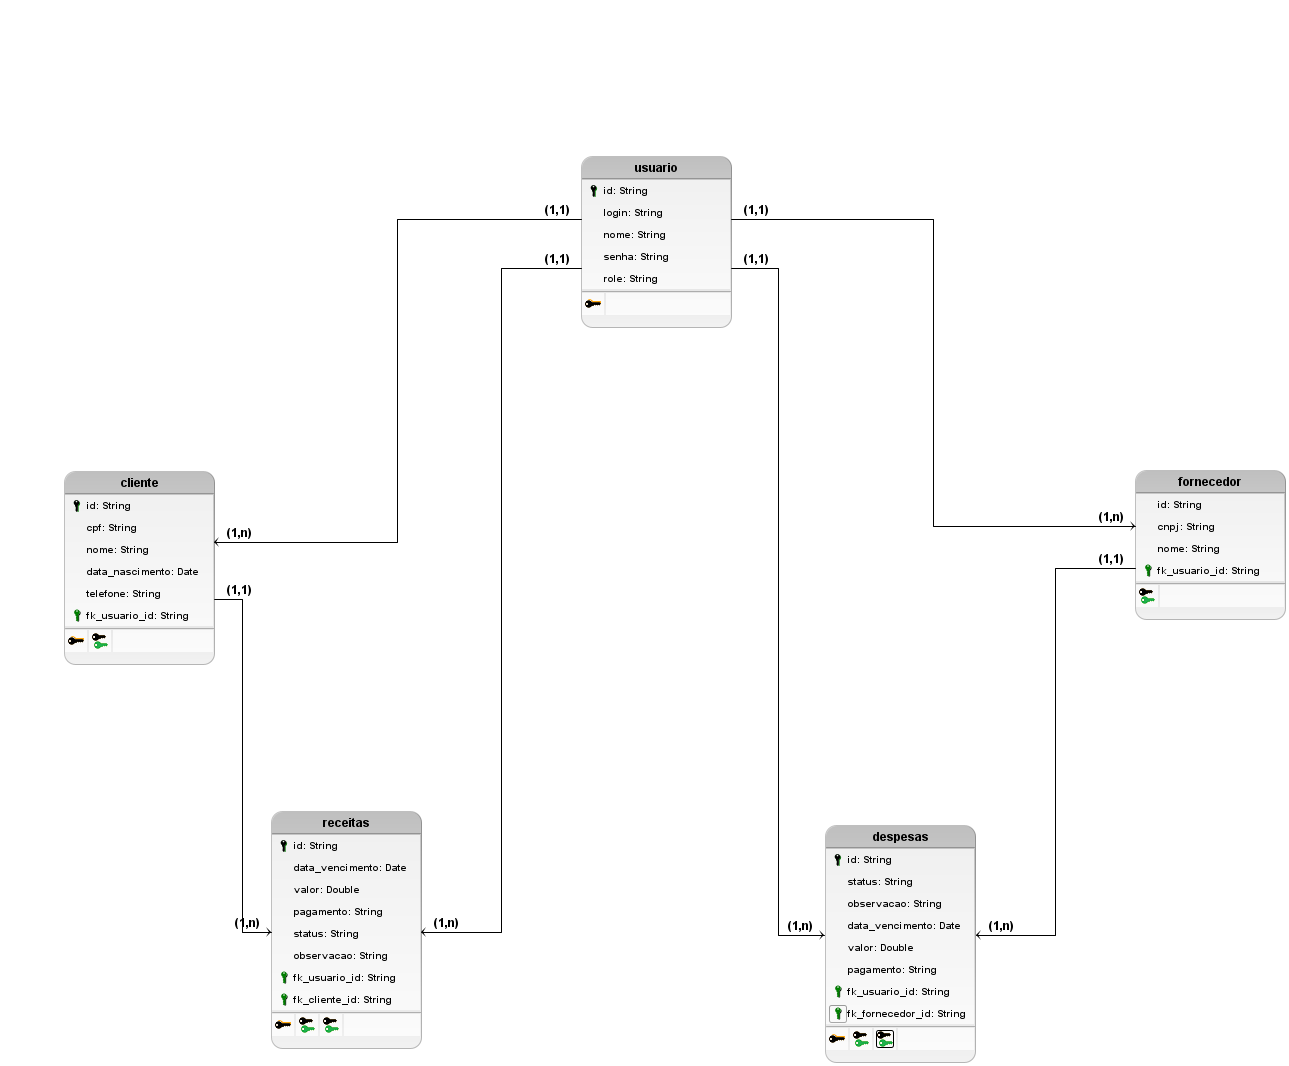 usuario
id: String
login: String
nome: String
senha: String
role: String
(1,1)
(1,1)
(1,1)
(1,1)
cliente
id: String
cpf: String
nome: String
data_nascimento: Date
telefone: String
fk_usuario_id: String
(1,n)
(1,1)
fornecedor
id: String
cnpj: String
nome: String
fk_usuario_id: String
(1,n)
(1,1)
receitas
id: String
data_vencimento: Date
valor: Double
pagamento: String
status: String
observacao: String
fk_usuario_id: String
fk_cliente_id: String
(1,n)
(1,n)
despesas
id: String
status: String
observacao: String
data_vencimento: Date
valor: Double
pagamento: String
fk_usuario_id: String
fk_fornecedor_id: String
(1,n)
(1,n)